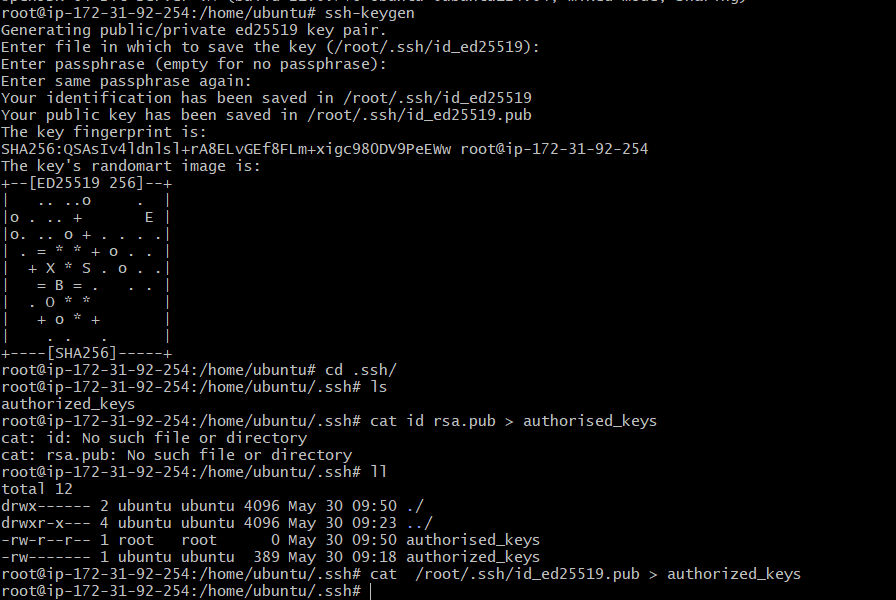 root@ip-172-31-92-254:/home/ubuntu# ssh-keygen
Generating public/private ed25519 key pair.
Enter file in which to save the key (/root/.ssh/id_ed25519):
Enter passphrase (empty for no passphrase):
Enter same passphrase again:
Your identification has been saved in /root/.ssh/id_ed25519
Your public key has been saved in /root/.ssh/id_ed25519.pub
The key fingerprint is:
SHA256:QSAsIv4ldnlsl+rA8ELvGEf8FLm+xigc980DV9PeEWw root@ip-172-31-92-254
The key's randomart image is:
+--[ED25519 256]--+
|   .. ..o     .  |
|o . .. +       E |
|o. .. o + . . . .|
| . = * * + o . . |
|  + X * S . o . .|
|   = B = .   . . |
|  . O * *        |
|   + o * +       |
|    . .   .      |
+----[SHA256]-----+
root@ip-172-31-92-254:/home/ubuntu# cd .ssh/
root@ip-172-31-92-254:/home/ubuntu/.ssh# ls
authorized_keys
root@ip-172-31-92-254:/home/ubuntu/.ssh# cat id rsa.pub > authorised_keys
cat: id: No such file or directory
cat: rsa.pub: No such file or directory
root@ip-172-31-92-254:/home/ubuntu/.ssh# ll
total 12
drwx------ 2 ubuntu ubuntu 4096 May 30 09:50 ./
drwxr-x--- 4 ubuntu ubuntu 4096 May 30 09:23 ../
-rw-r--r-- 1 root   root      0 May 30 09:50 authorised_keys
-rw------- 1 ubuntu ubuntu  389 May 30 09:18 authorized_keys
root@ip-172-31-92-254:/home/ubuntu/.ssh# cat  /root/.ssh/id_ed25519.pub > authorized_keys
root@ip-172-31-92-254:/home/ubuntu/.ssh#